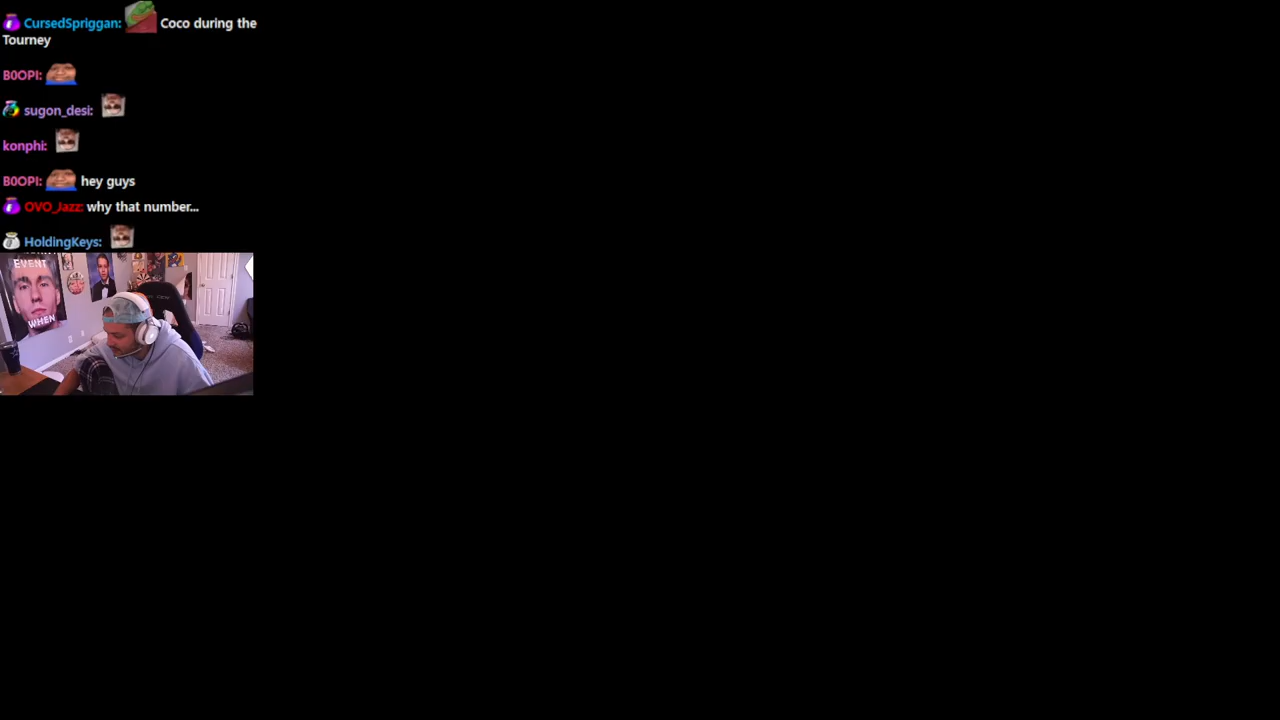 CursedSpriggan: Coco during the
Tourney
B0OPI:
sugon_desi:
konphi:
B0OPI: hey guys
OVO_Jazz: why that number...
HoldingKeys:
EVENT
WHEN